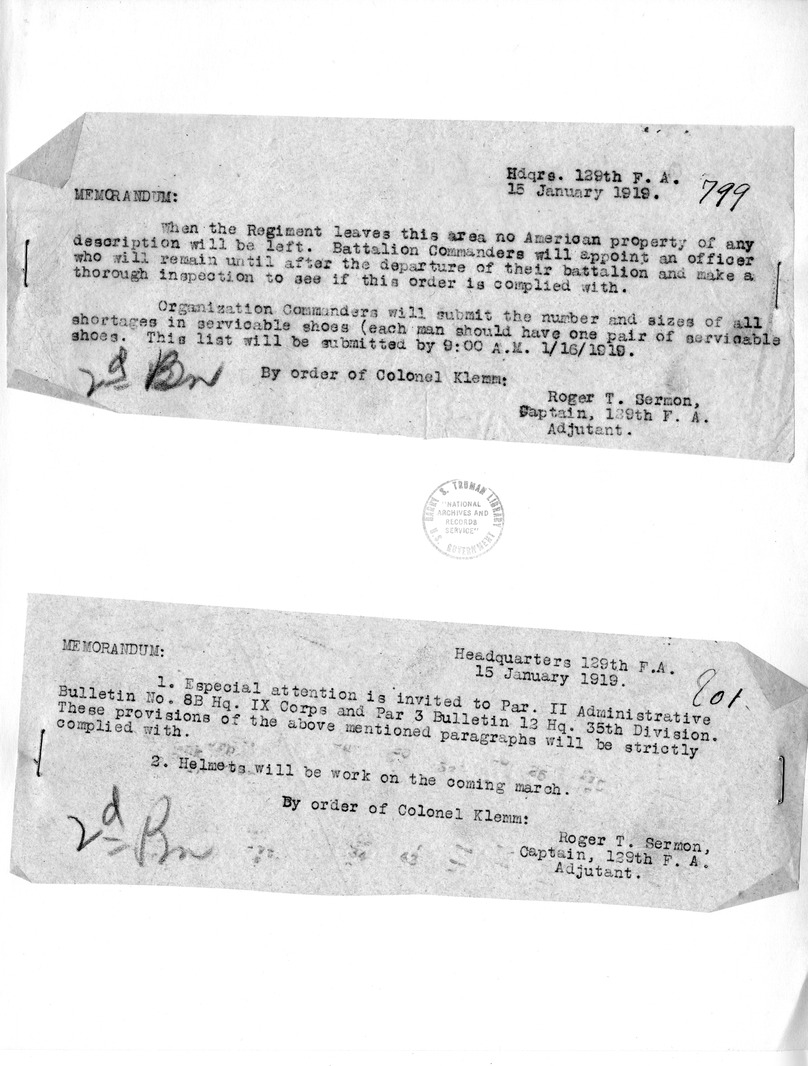 Hdqrs. 129th F. A.
15 January 1919. 799
MEMORANDUM:
When the Regiment leaves this area no American property of any
description will be left. Battalion Commanders will appoint an officer
who will remain until after the departure of their battalion and make a
thorough inspection to see if this order is complied with.
Organization Commanders will submit the number and sizes of all
shortages in servicable shoes (each man should have one pair of servicable
shoes. This list will be submitted by 9:00 A.M. 1/16/1919.
2d Bn
By order of Colonel Klemm:
Roger T. Sermon,
Captain, 129th F. A.
Adjutant.
HARRY S. TRUMAN LIBRARY
"NATIONAL
ARCHIVES AND
RECORDS
SERVICE"
U.S. GOVERNMENT
MEMORANDUM:
Headquarters 129th F.A.
15 January 1919. 801.
1. Especial attention is invited to Par. II Administrative
Bulletin No. 8B Hq. IX Corps and Par 3 Bulletin 12 Hq. 35th Division.
These provisions of the above mentioned paragraphs will be strictly
complied with.
2. Helmets will be work on the coming march.
2d Bn
By order of Colonel Klemm:
Roger T. Sermon,
Captain, 129th F. A.
Adjutant.